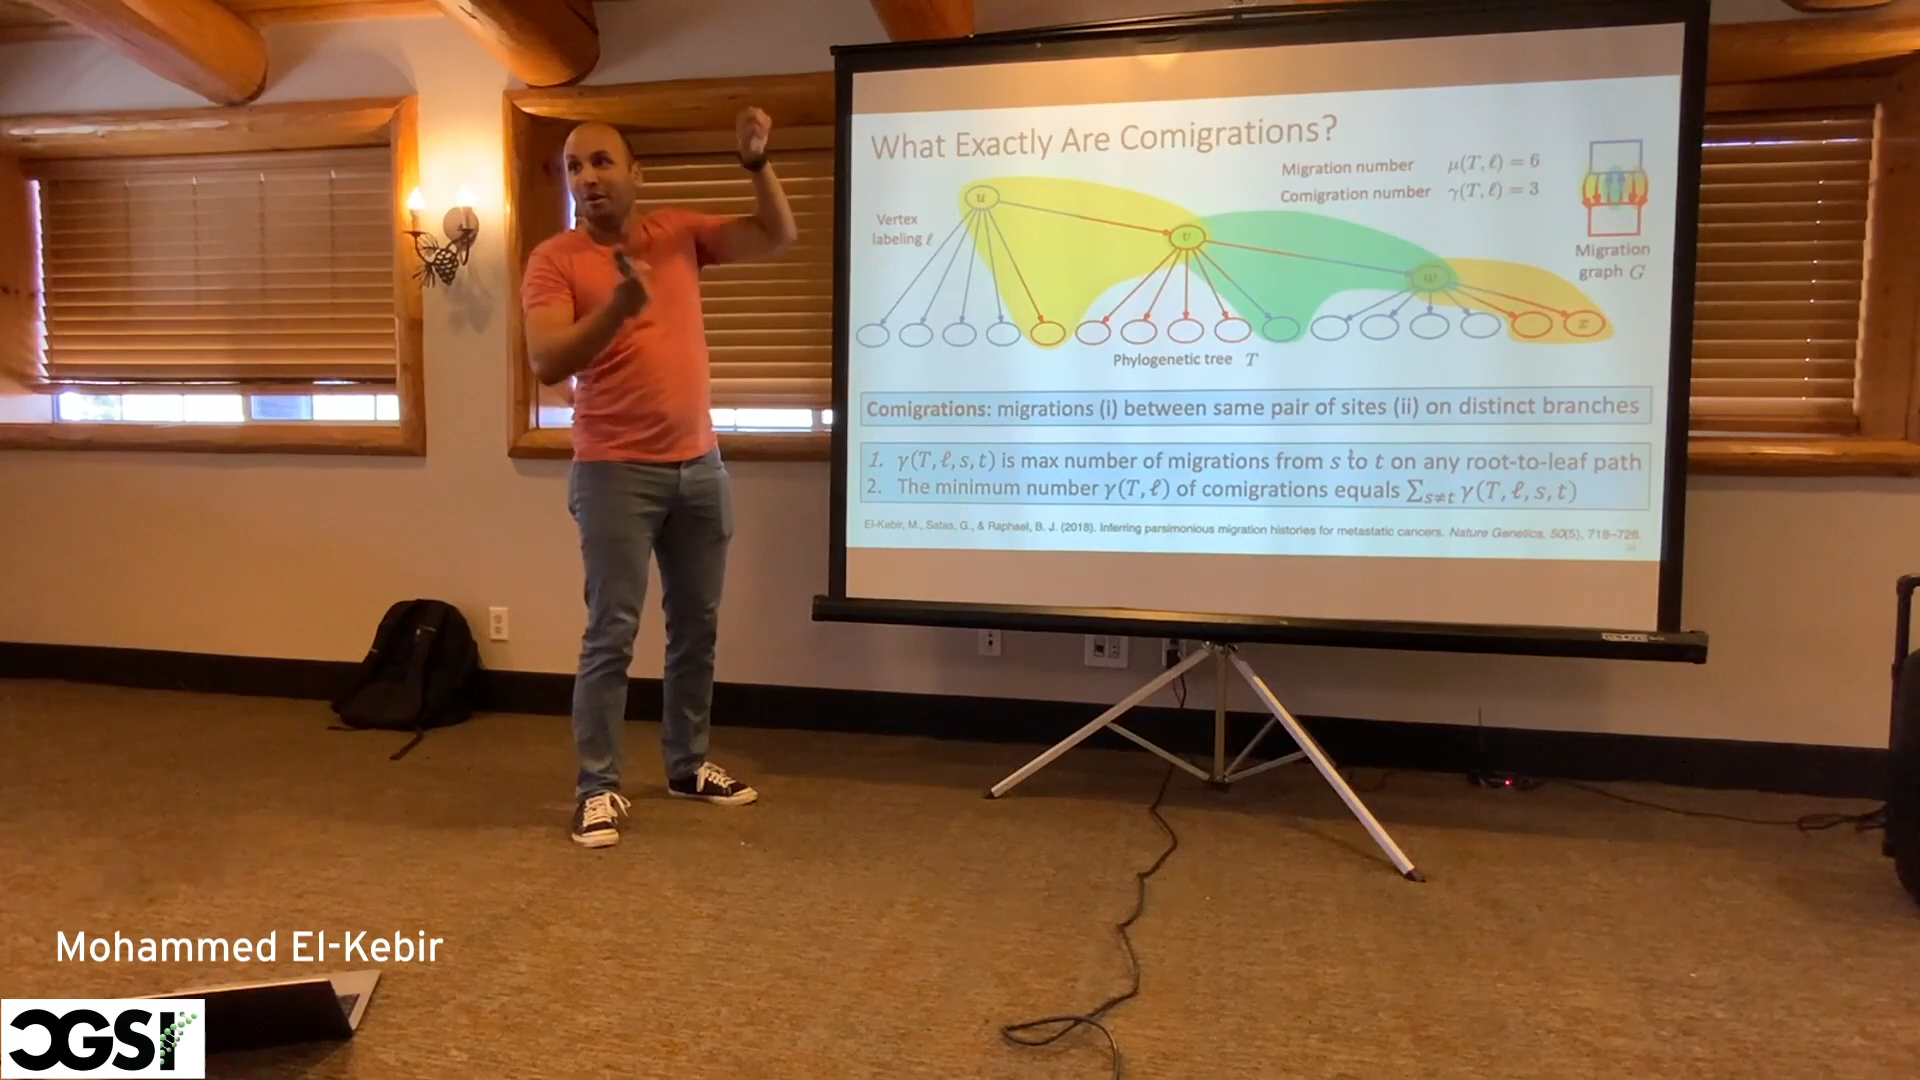 What Exactly Are Comigrations?
Migration number μ(T, ℓ) = 6
Comigration number γ(T, ℓ) = 3
Vertex
labeling ℓ
u
v
w
x
Migration
graph G
Phylogenetic tree T
Comigrations: migrations (i) between same pair of sites (ii) on distinct branches
1. γ(T, ℓ, s, t) is max number of migrations from s to t on any root-to-leaf path
2. The minimum number γ(T, ℓ) of comigrations equals ∑s≠t γ(T, ℓ, s, t)
El-Kebir, M., Satas, G., & Raphael, B. J. (2018). Inferring parsimonious migration histories for metastatic cancers. Nature Genetics, 50(5), 718–726.
Mohammed El-Kebir
CGSI